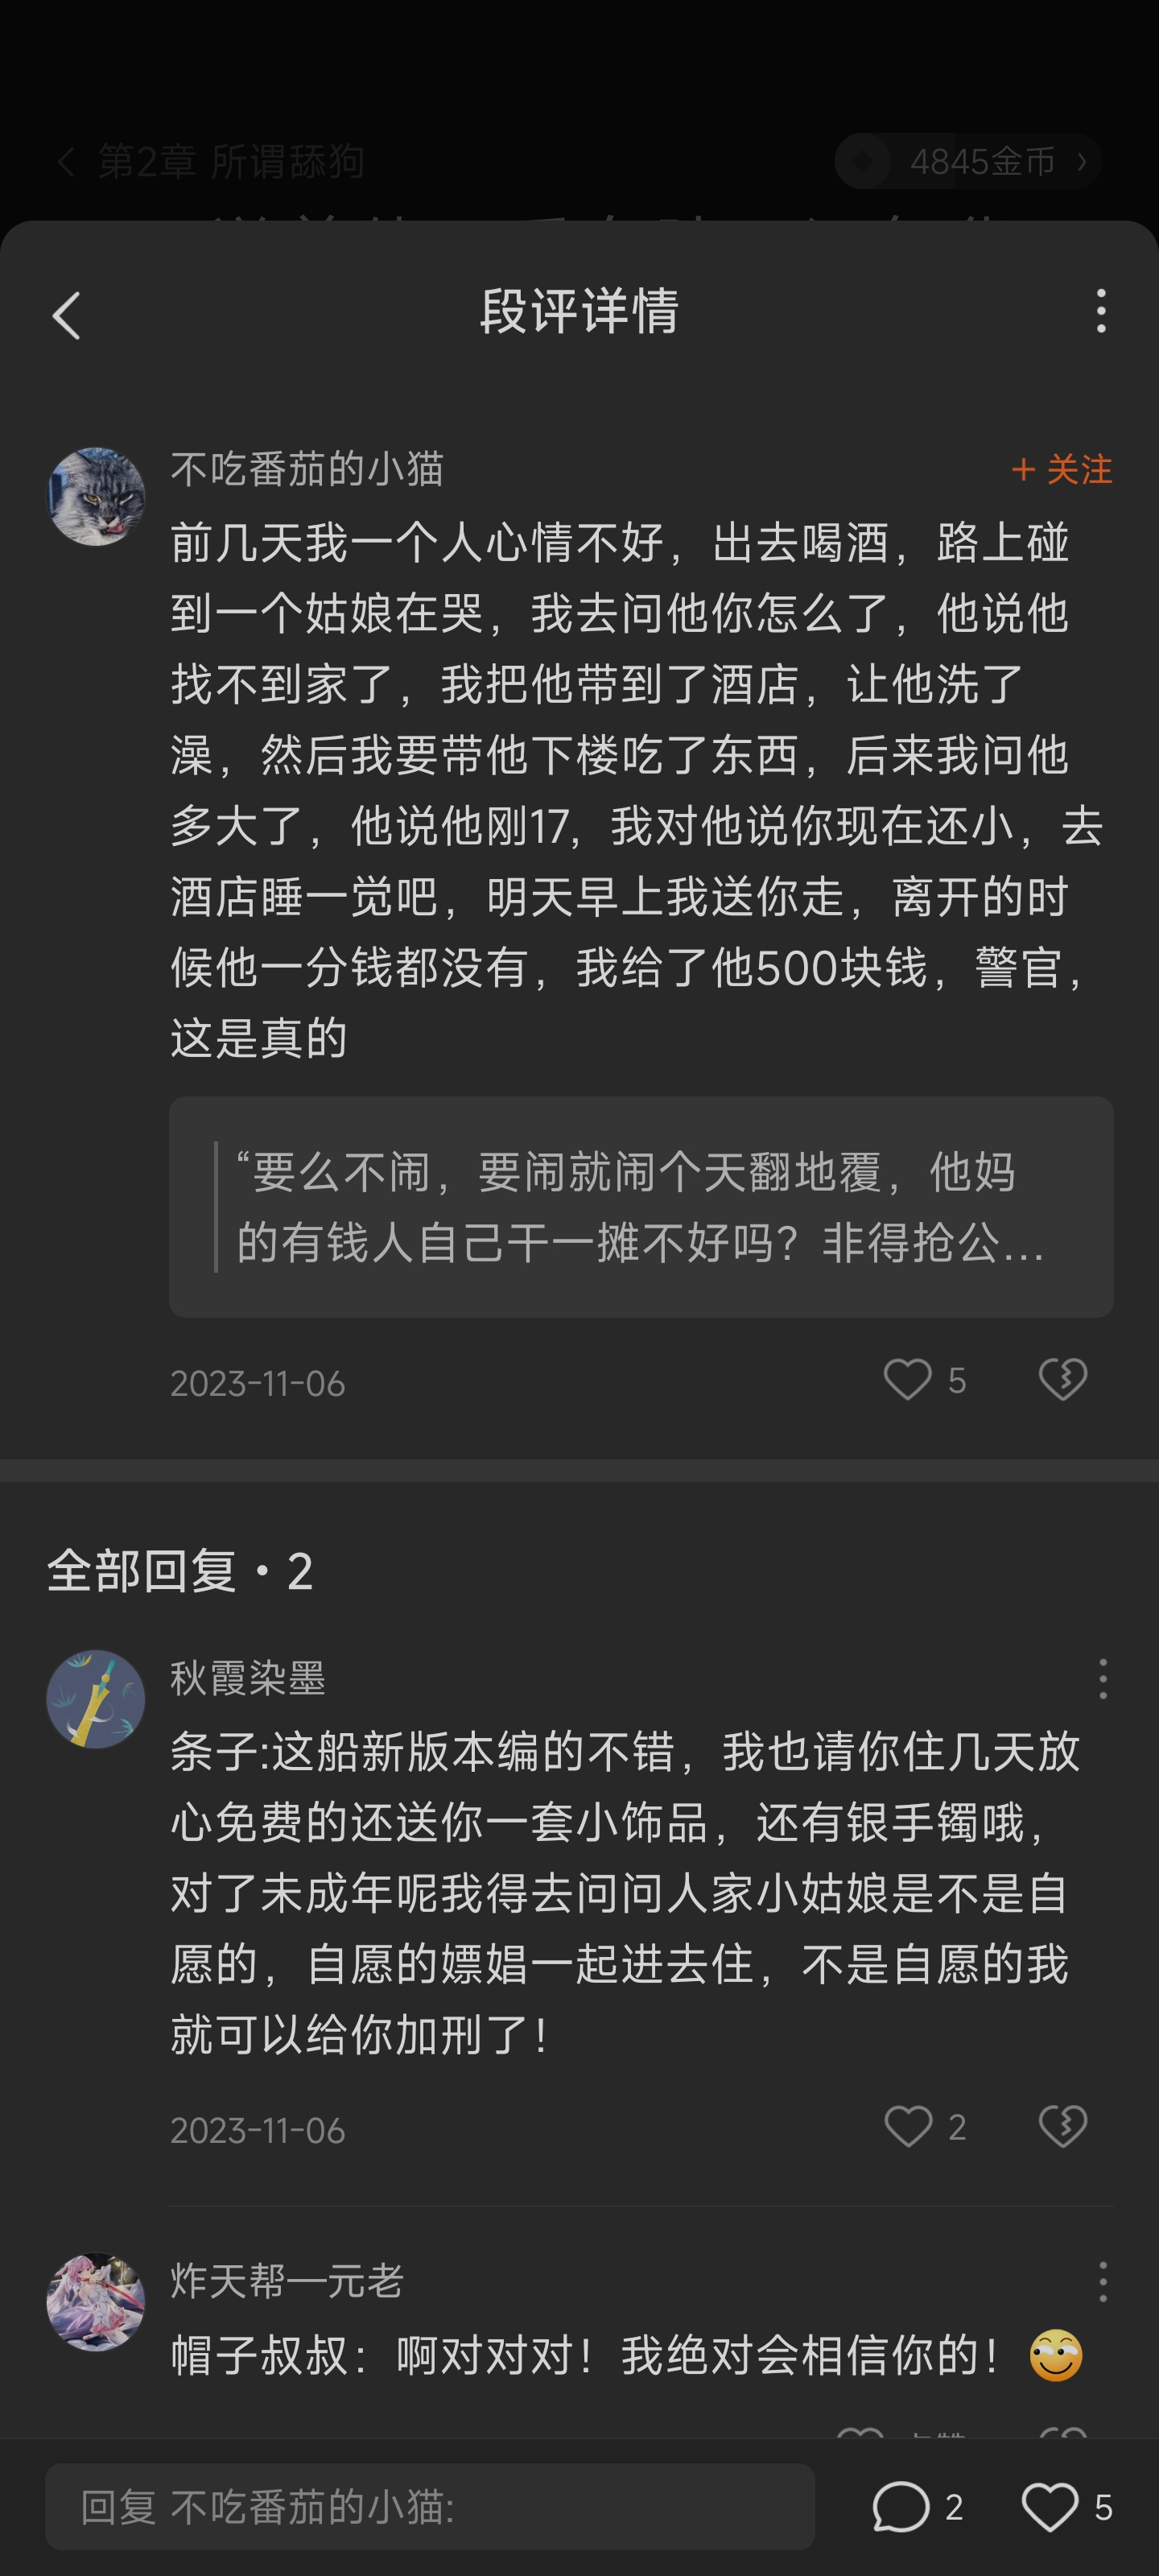 第2章 所谓舔狗
4845金币
段评详情
不吃番茄的小猫
+ 关注
前几天我一个人心情不好，出去喝酒，路上碰
到一个姑娘在哭，我去问他你怎么了，他说他
找不到家了，我把他带到了酒店，让他洗了
澡，然后我要带他下楼吃了东西，后来我问他
多大了，他说他刚17，我对他说你现在还小，去
酒店睡一觉吧，明天早上我送你走，离开的时
候他一分钱都没有，我给了他500块钱，警官，
这是真的
“要么不闹，要闹就闹个天翻地覆，他妈
的有钱人自己干一摊不好吗？非得抢公...
2023-11-06
5
全部回复·2
秋霞染墨
条子:这船新版本编的不错，我也请你住几天放
心免费的还送你一套小饰品，还有银手镯哦，
对了未成年呢我得去问问人家小姑娘是不是自
愿的，自愿的嫖娼一起进去住，不是自愿的我
就可以给你加刑了！
2023-11-06
2
炸天帮一元老
帽子叔叔：啊对对对！我绝对会相信你的！
回复 不吃番茄的小猫:
2
5